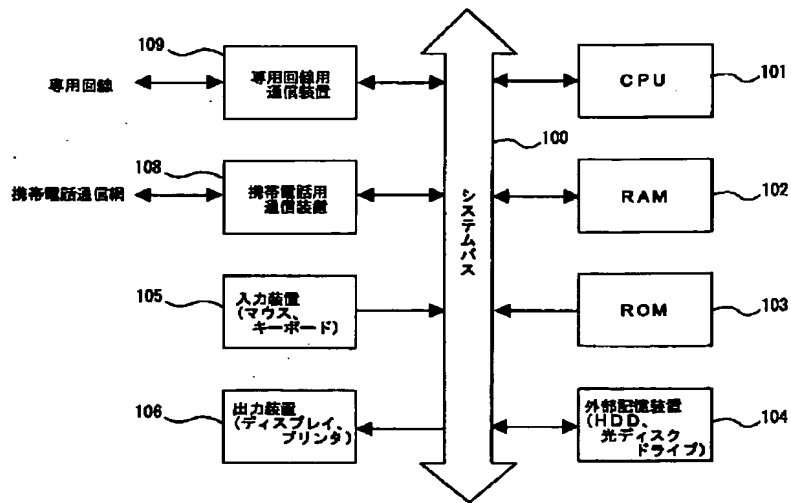 109
専用回線
専用回線用
通信装置
CPU
101
100
108
携帯電話通信網
携帯電話用
通信装置
システムバス
RAM
102
105
入力装置
(マウス、
キーボード)
ROM
103
106
出力装置
(ディスプレイ、
プリンタ)
外部記憶装置
(HDD、
光ディスク
ドライブ)
104